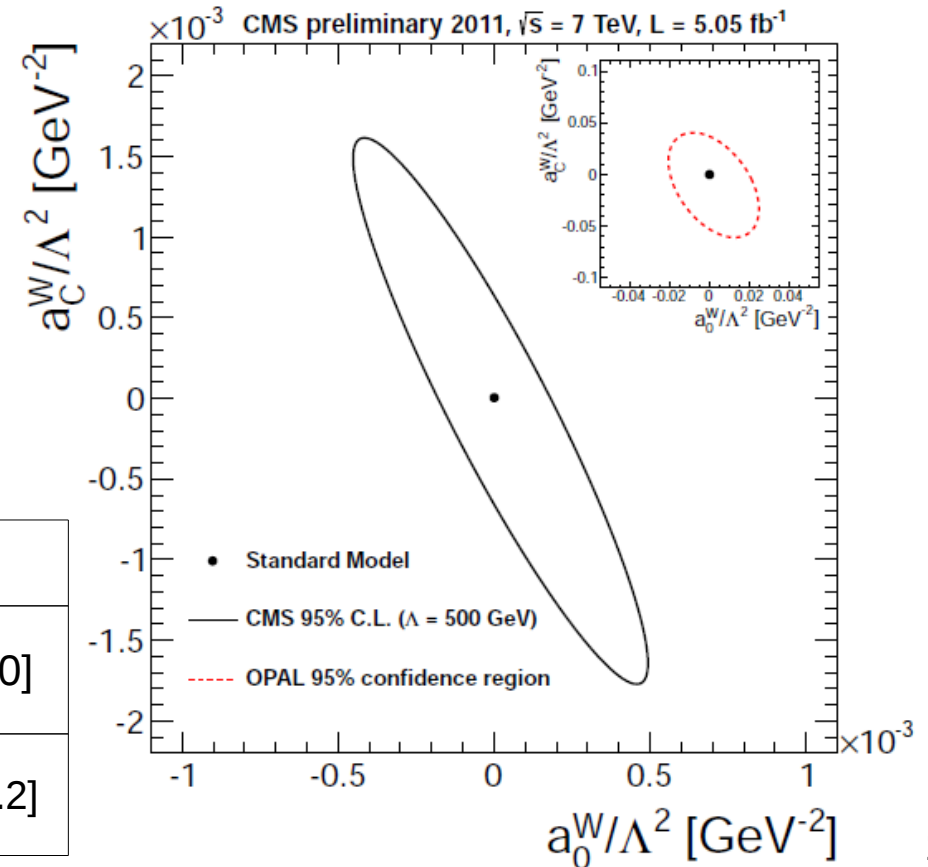 ×10⁻³ CMS preliminary 2011, √s = 7 TeV, L = 5.05 fb⁻¹
a_C^W/Λ² [GeV⁻²]
2
1.5
1
0.5
0
-0.5
-1
-1.5
-2
a_C^W/Λ² [GeV⁻²]
0.1
0.05
0
-0.05
-0.1
-0.04 -0.02 0 0.02 0.04
a_0^W/Λ² [GeV⁻²]
Standard Model
CMS 95% C.L. (Λ = 500 GeV)
OPAL 95% confidence region
0]
.2]
-1 -0.5 0 0.5 1
×10⁻³
a_0^W/Λ² [GeV⁻²]